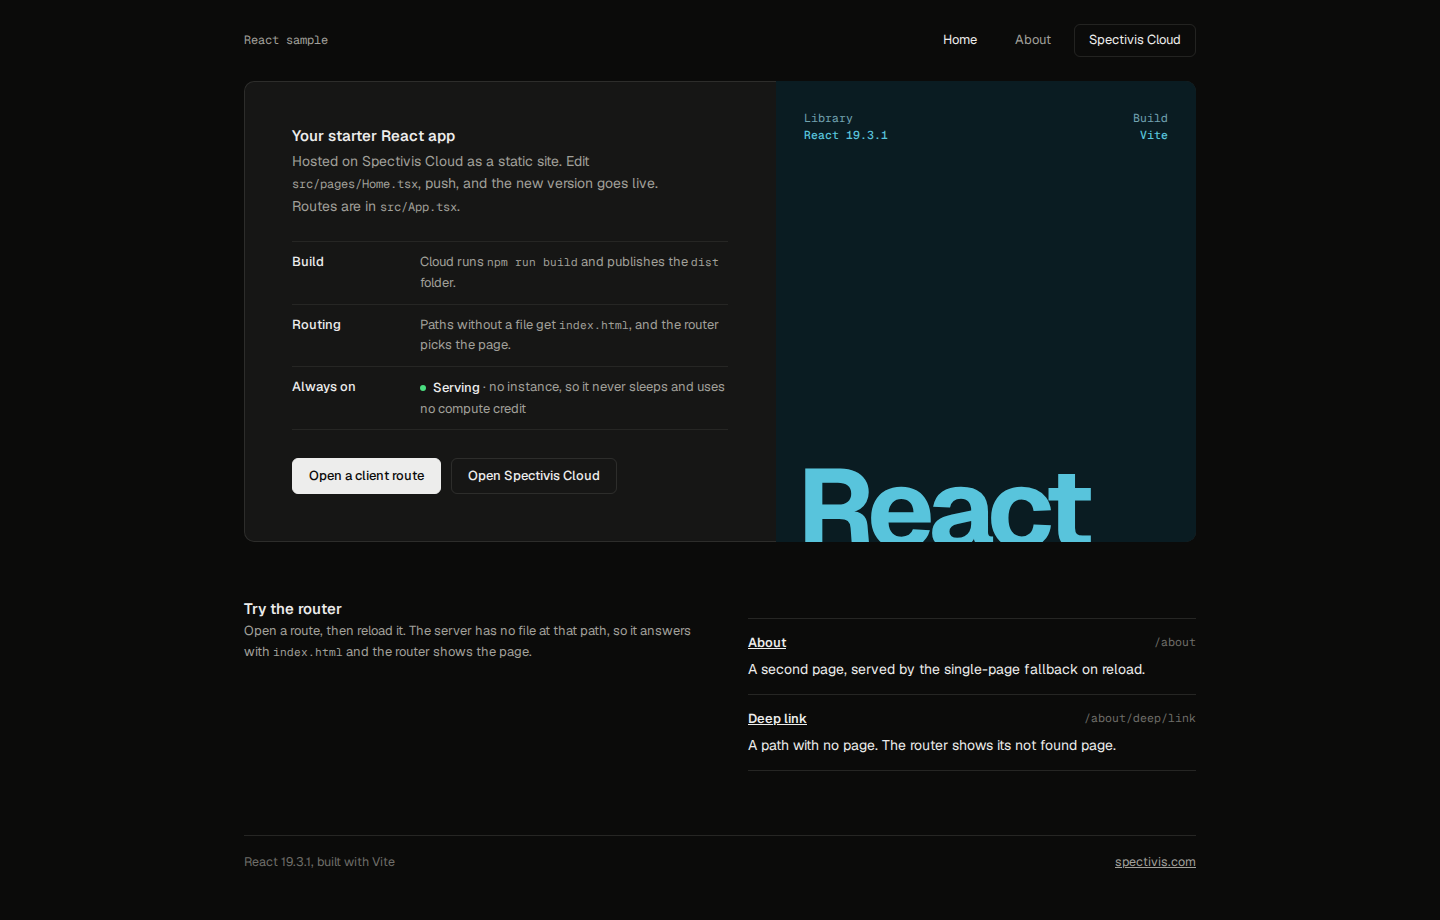 React sample
Home
About
Spectivis Cloud
Your starter React app
Hosted on Spectivis Cloud as a static site. Edit
src/pages/Home.tsx, push, and the new version goes live.
Routes are in src/App.tsx.
Build
Cloud runs npm run build and publishes the dist
folder.
Routing
Paths without a file get index.html, and the router
picks the page.
Always on
Serving · no instance, so it never sleeps and uses
no compute credit
Open a client route
Open Spectivis Cloud
Library
React 19.3.1
Build
Vite
React
Try the router
Open a route, then reload it. The server has no file at that path, so it answers
with index.html and the router shows the page.
About
/about
A second page, served by the single-page fallback on reload.
Deep link
/about/deep/link
A path with no page. The router shows its not found page.
React 19.3.1, built with Vite
spectivis.com